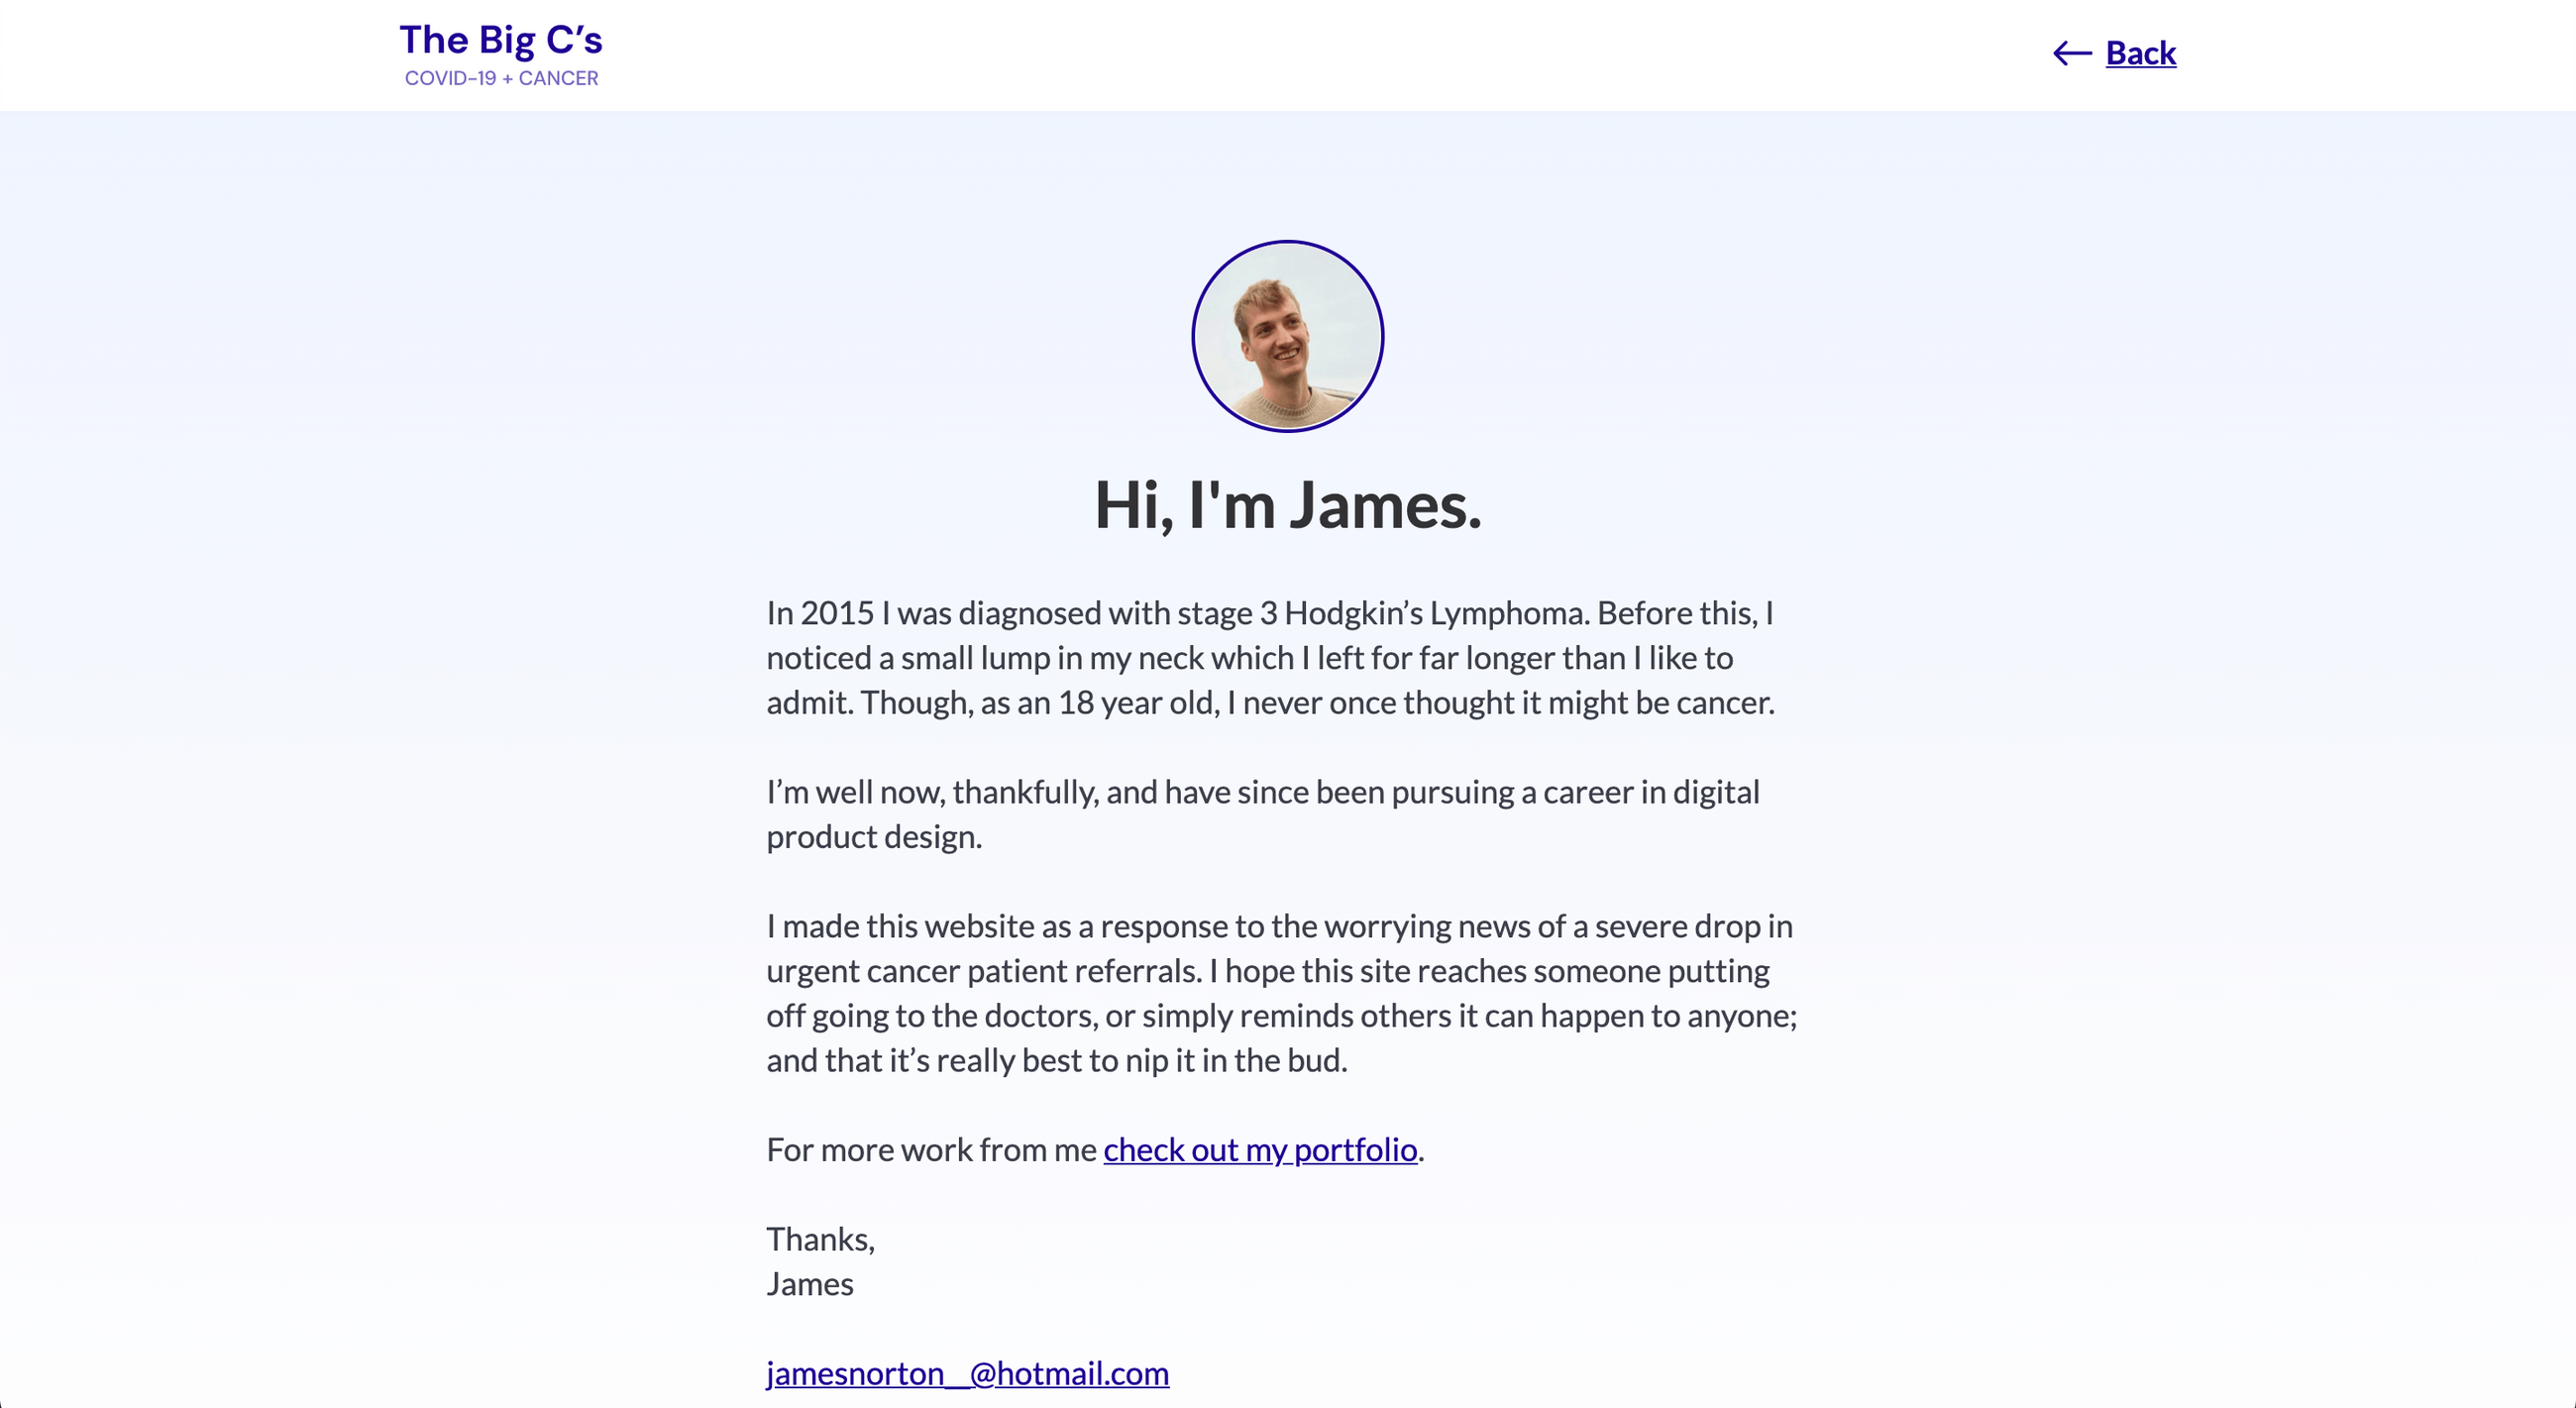 The Big C’s
COVID-19 + CANCER
Back
Hi, I'm James.
In 2015 I was diagnosed with stage 3 Hodgkin’s Lymphoma. Before this, I
noticed a small lump in my neck which I left for far longer than I like to
admit. Though, as an 18 year old, I never once thought it might be cancer.
I’m well now, thankfully, and have since been pursuing a career in digital
product design.
I made this website as a response to the worrying news of a severe drop in
urgent cancer patient referrals. I hope this site reaches someone putting
off going to the doctors, or simply reminds others it can happen to anyone;
and that it’s really best to nip it in the bud.
For more work from me check out my portfolio.
Thanks,
James
jamesnorton__@hotmail.com